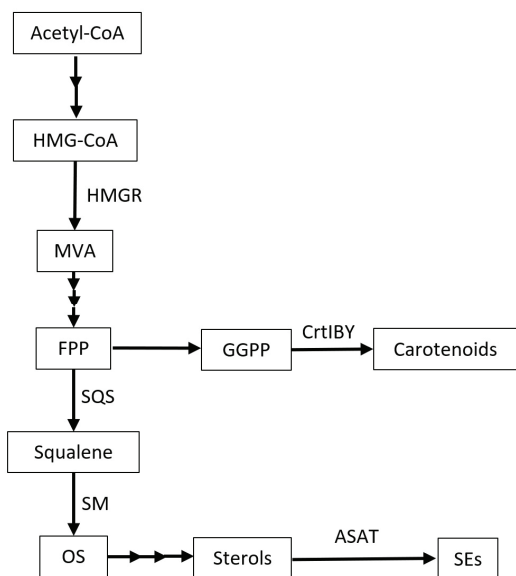 Acetyl-CoA
HMG-CoA
HMGR
MVA
FPP
GGPP
CrtIBY
Carotenoids
SQS
Squalene
SM
OS
Sterols
ASAT
SEs